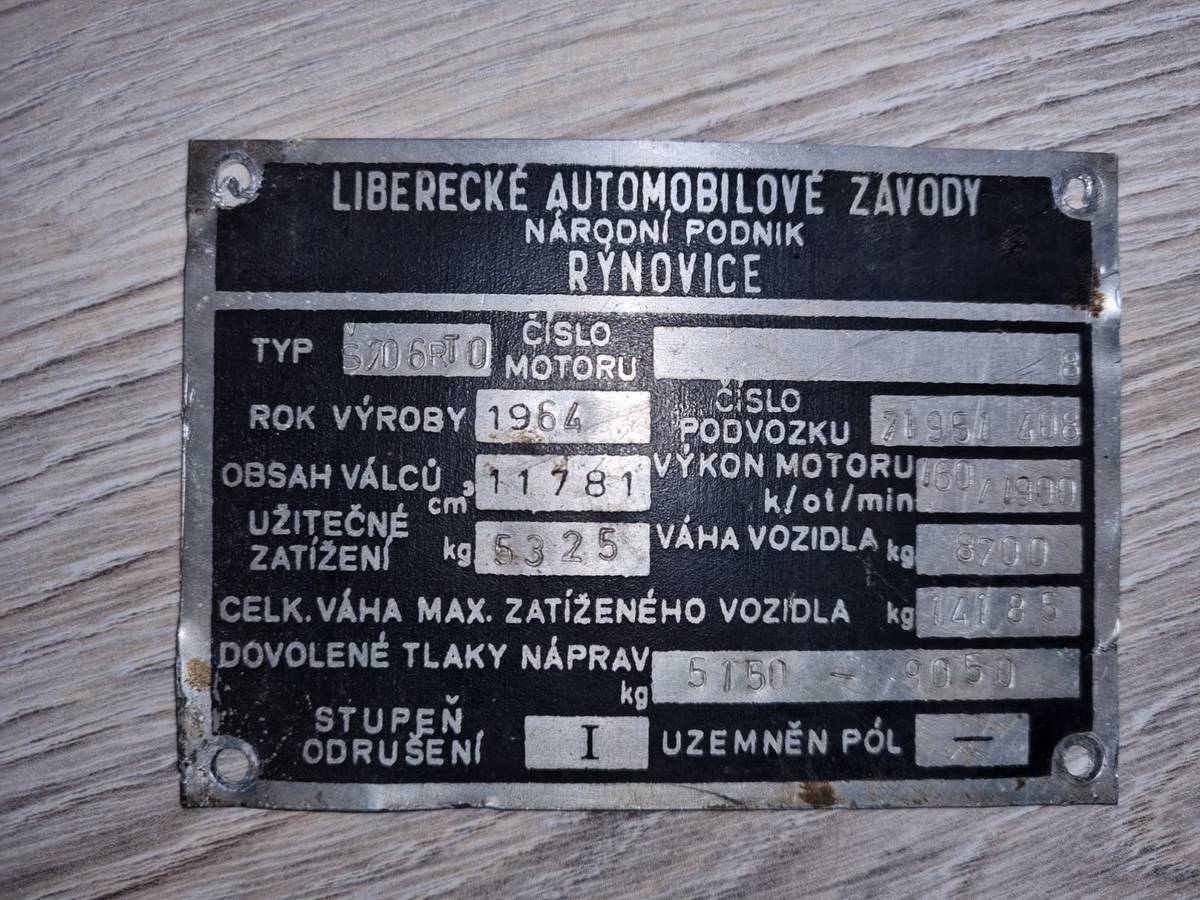 LIBERECKÉ AUTOMOBILOVÉ ZÁVODY
NÁRODNÍ PODNIK
RÝNOVICE
TYP Š706RTO ČÍSLO MOTORU 8
ROK VÝROBY 1964 ČÍSLO PODVOZKU 71951408
OBSAH VÁLCŮ cm³ 11781 VÝKON MOTORU k/ot/min 160/1900
UŽITEČNÉ ZATÍŽENÍ kg 5325 VÁHA VOZIDLA kg 8700
CELK. VÁHA MAX. ZATÍŽENÉHO VOZIDLA kg 14185
DOVOLENÉ TLAKY NÁPRAV kg 5150 - 9050
STUPEŇ ODRUŠENÍ I UZEMNĚN PÓL —